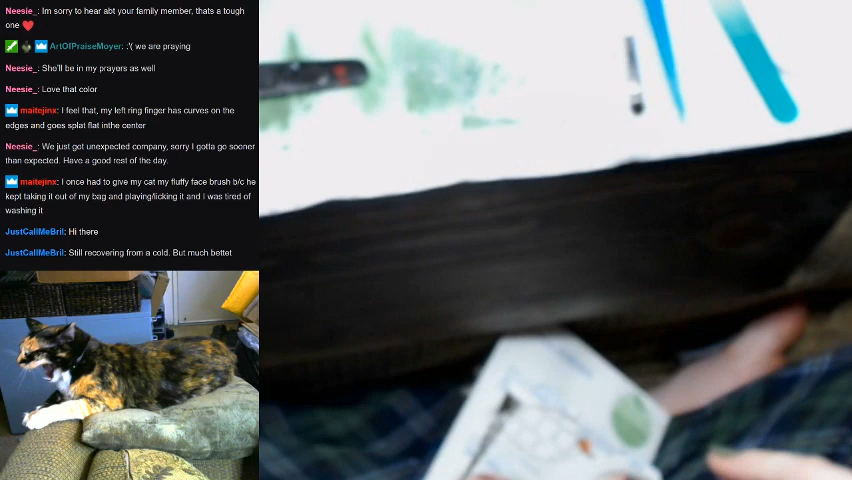 Neesie_: Im sorry to hear abt your family member, thats a tough
one
ArtOfPraiseMoyer: :'( we are praying
Neesie_: She'll be in my prayers as well
Neesie_: Love that color
maitejinx: I feel that, my left ring finger has curves on the
edges and goes splat flat inthe center
Neesie_: We just got unexpected company, sorry I gotta go sooner
than expected. Have a good rest of the day.
maitejinx: I once had to give my cat my fluffy face brush b/c he
kept taking it out of my bag and playing/licking it and I was tired of
washing it
JustCallMeBril: Hi there
JustCallMeBril: Still recovering from a cold. But much bettet